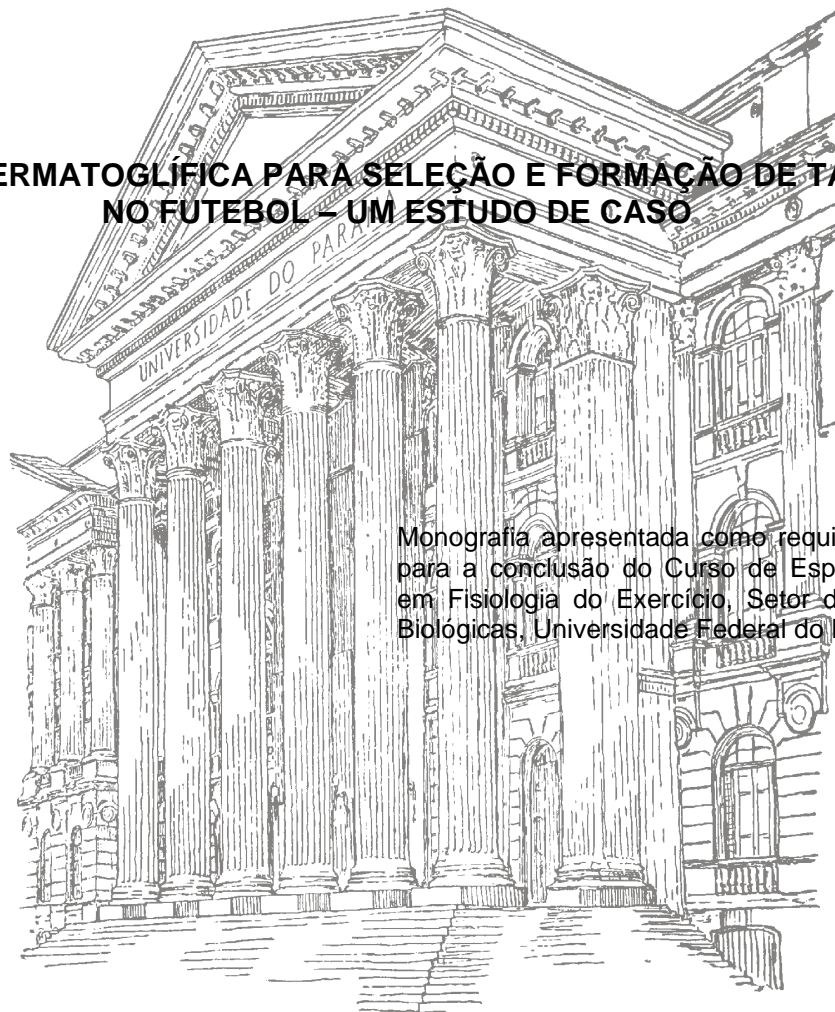 ERMATOGLÍFICA PARA SELEÇÃO E FORMAÇÃO DE TA
NO FUTEBOL – UM ESTUDO DE CASO
UNIVERSIDADE DO PARA
Monografia apresentada como requi
para a conclusão do Curso de Esp
em Fisiologia do Exercício, Setor d
Biológicas, Universidade Federal do